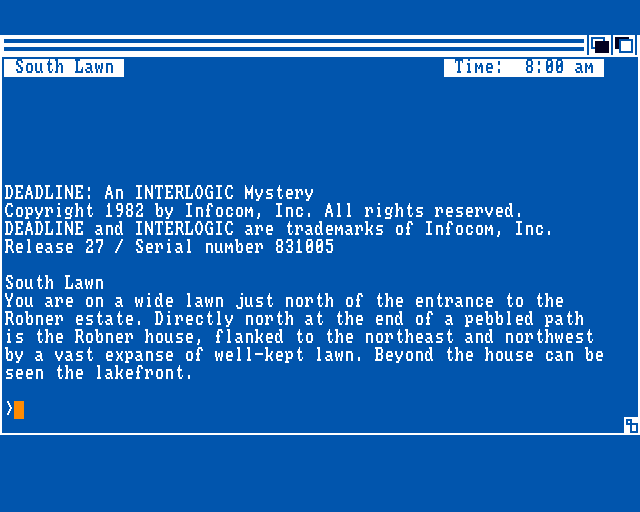 South Lawn Time: 8:00 am
DEADLINE: An INTERLOGIC Mystery
Copyright 1982 by Infocom, Inc. All rights reserved.
DEADLINE and INTERLOGIC are trademarks of Infocom, Inc.
Release 27 / Serial number 831005
South Lawn
You are on a wide lawn just north of the entrance to the
Robner estate. Directly north at the end of a pebbled path
is the Robner house, flanked to the northeast and northwest
by a vast expanse of well-kept lawn. Beyond the house can be
seen the lakefront.
>